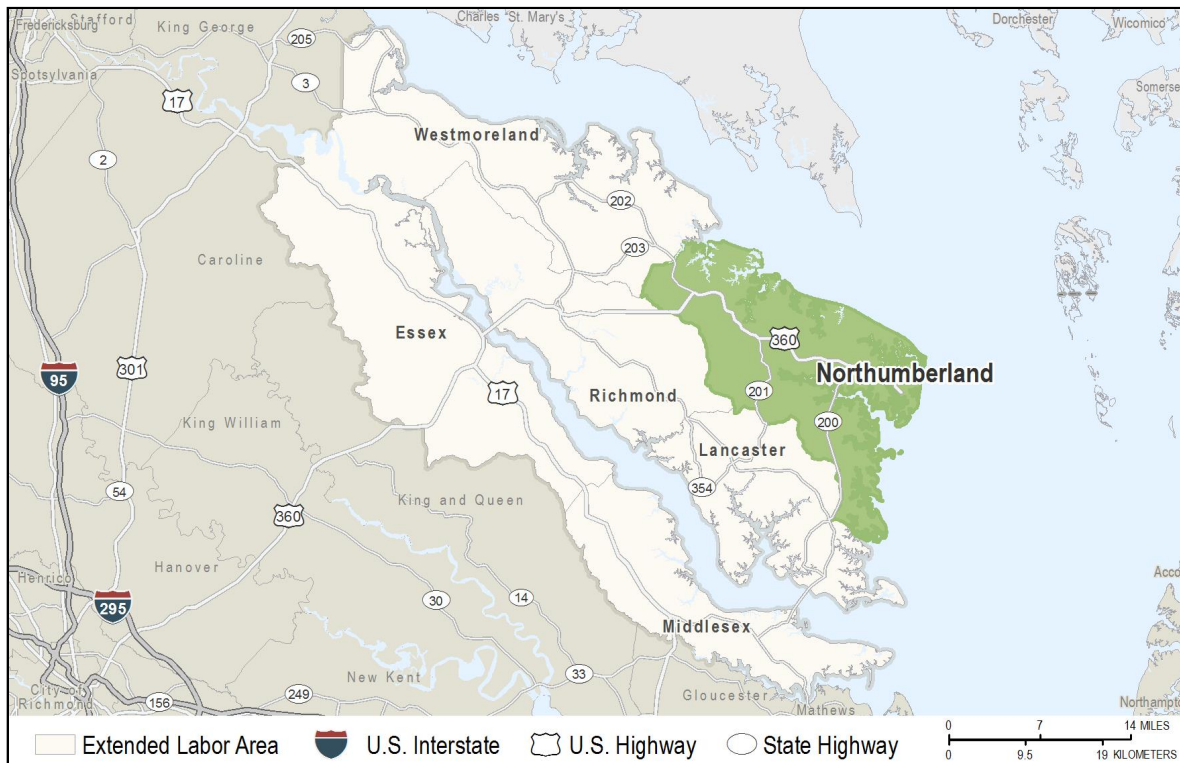 Charles
St. Mary's
Dorchester
Wicomico
Stafford
Fredericksburg
King George
205
Spotsylvania
3
Somerse
17
Westmoreland
2
202
203
Caroline
Essex
360
301
95
Northumberland
17
Richmond
201
King William
200
Lancaster
54
354
King and Queen
360
Hanover
Henrico
Acco
295
14
30
Middlesex
33
New Kent
City of
Richmond
249
156
Gloucester
Mathews
Northampt
Extended Labor Area
U.S. Interstate
U.S. Highway
State Highway
0 7 14 MILES
0 9.5 19 KILOMETERS